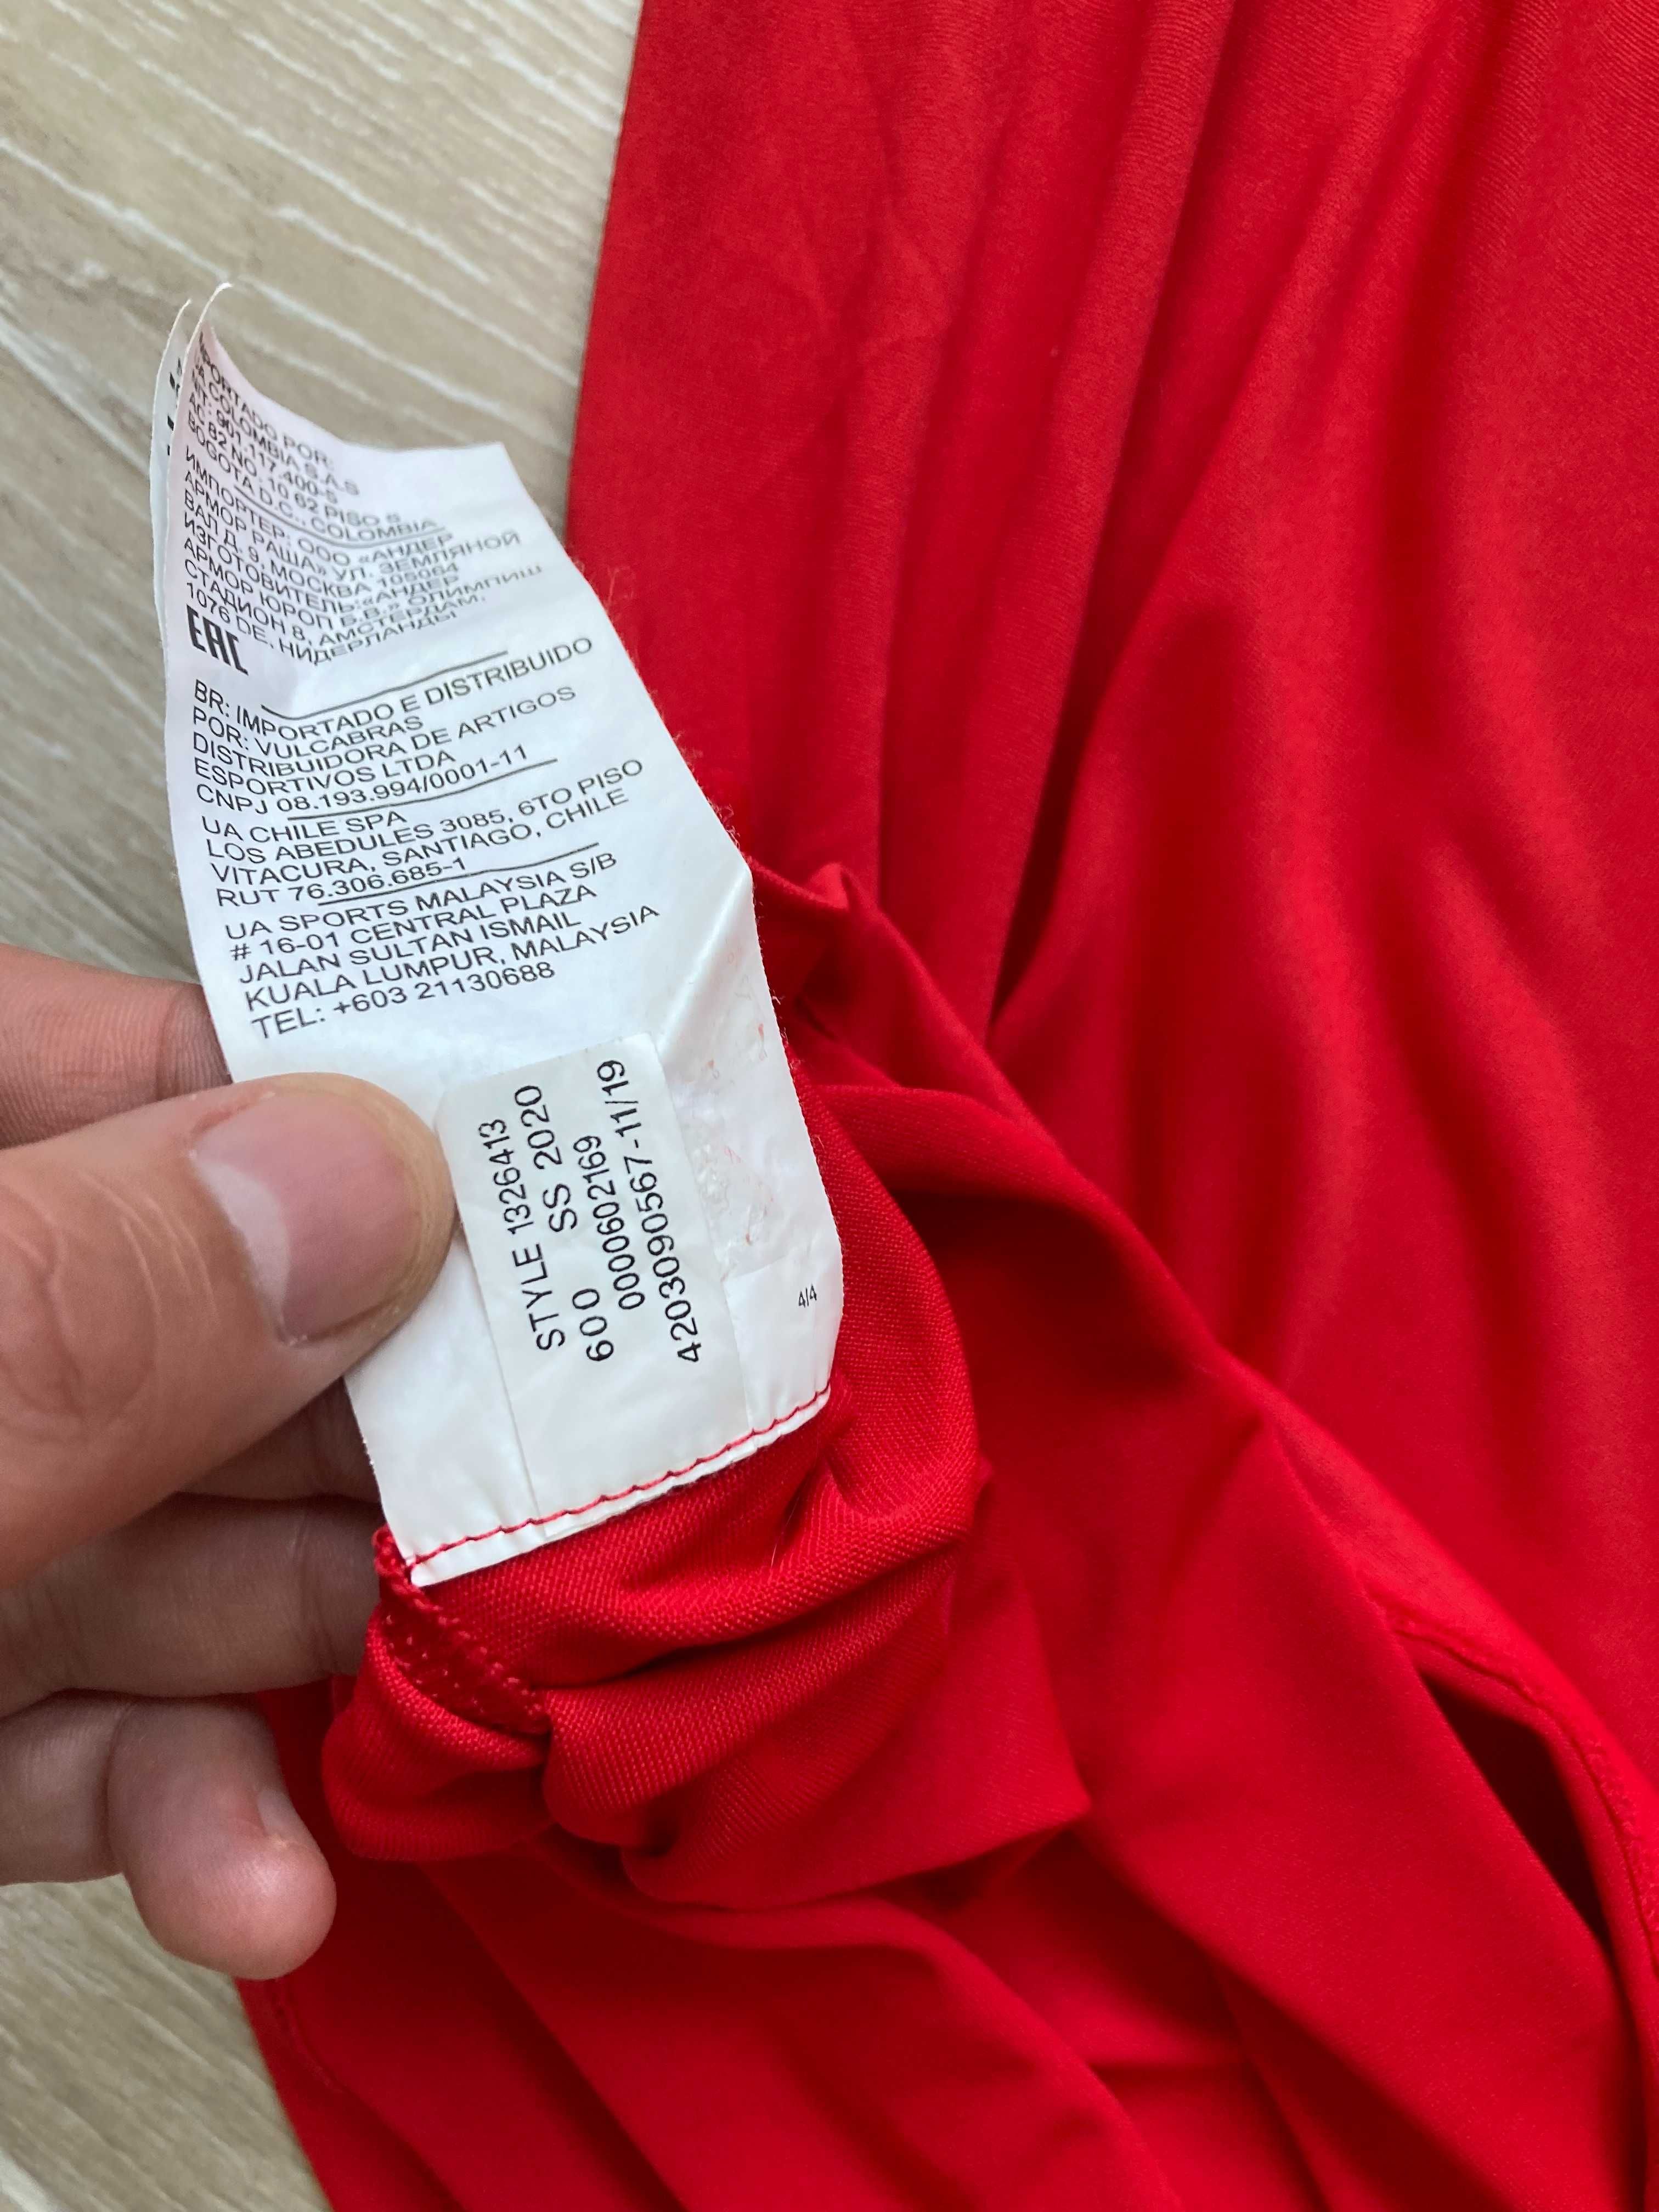 IMPORTADO POR:
UA COLOMBIA S.A.S
NIT.: 901.117.400-5
AC. 82 NO. 10 62 PISO 5
BOGOTA D.C., COLOMBIA
ИМПОРТЕР: ООО «АНДЕР
АРМОР РАША» УЛ. ЗЕМЛЯНОЙ
ВАЛ Д. 9, МОСКВА 105064
ИЗГОТОВИТЕЛЬ:«АНДЕР
АРМОР ЮРОП Б.В.» ОЛИМПИШ
СТАДИОН 8, АМСТЕРДАМ.
1076 DE. НИДЕРЛАНДЫ
EAC
BR: IMPORTADO E DISTRIBUIDO
POR: VULCABRAS
DISTRIBUIDORA DE ARTIGOS
ESPORTIVOS LTDA
CNPJ 08.193.994/0001-11
UA CHILE SPA
LOS ABEDULES 3085, 6TO PISO
VITACURA, SANTIAGO, CHILE
RUT 76.306.685-1
UA SPORTS MALAYSIA S/B
# 16-01 CENTRAL PLAZA
JALAN SULTAN ISMAIL
KUALA LUMPUR, MALAYSIA
TEL: +603 21130688
STYLE 1326413
600 SS 2020
0000602169
4203090567-11/19
4/4